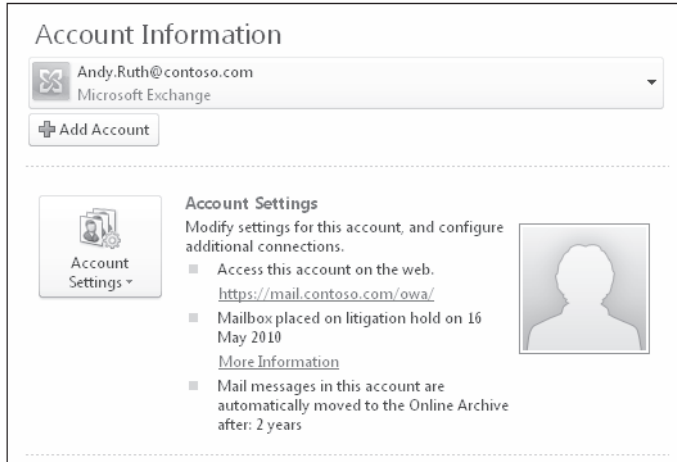 Account Information
Andy.Ruth@contoso.com
Microsoft Exchange
Add Account
Account
Settings
Account Settings
Modify settings for this account, and configure
additional connections.
Access this account on the web.
https://mail.contoso.com/owa/
Mailbox placed on litigation hold on 16
May 2010
More Information
Mail messages in this account are
automatically moved to the Online Archive
after: 2 years